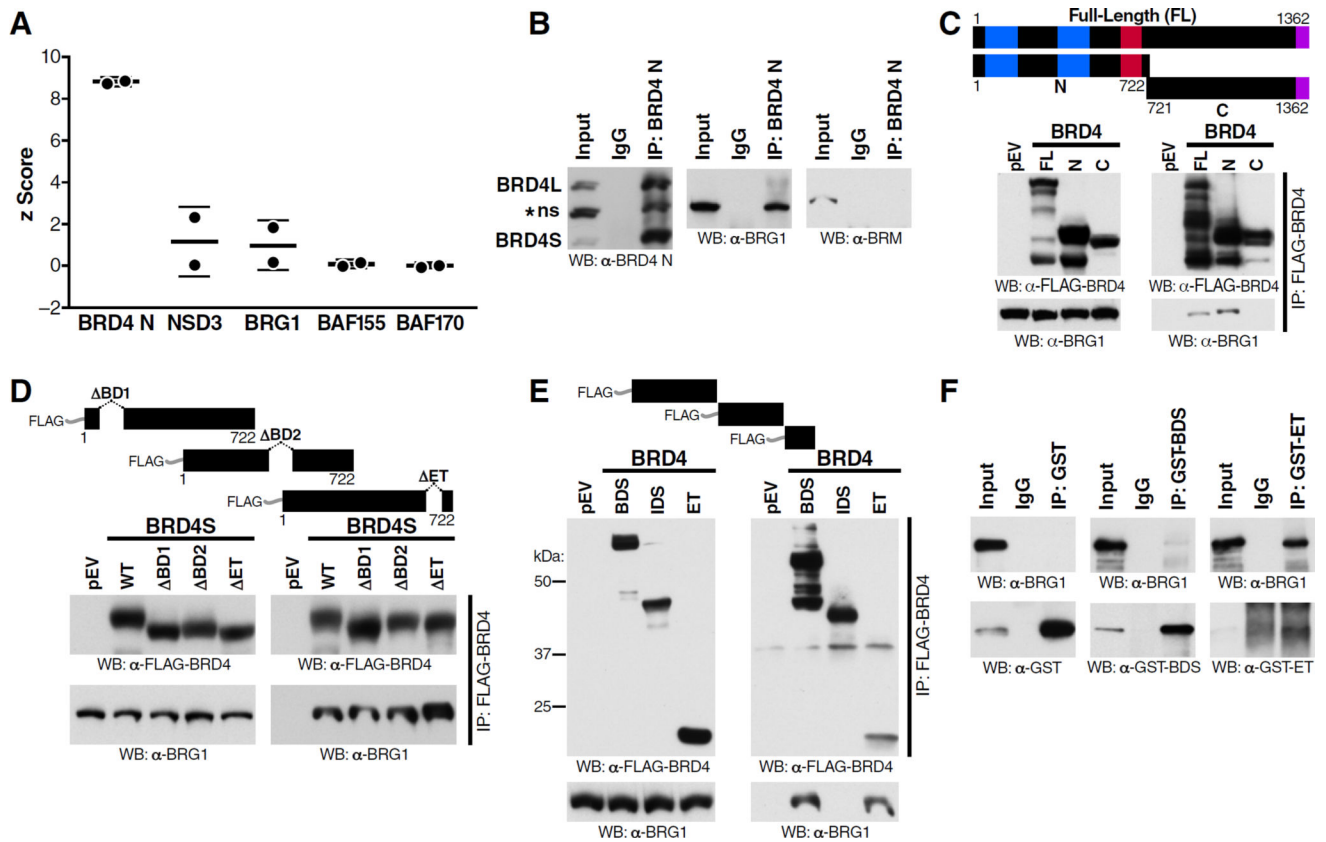 A
10
8
6
4
2
0
−2
z Score
BRD4 N NSD3 BRG1 BAF155 BAF170
B
Input IgG IP: BRD4 N Input IgG IP: BRD4 N Input IgG IP: BRD4 N
BRD4L
*ns
BRD4S
WB: α-BRD4 N
WB: α-BRG1
WB: α-BRM
C
1 Full-Length (FL) 1362
1 N 722
721 C 1362
BRD4
pEV FL N C
WB: α-FLAG-BRD4
WB: α-BRG1
BRD4
pEV FL N C
WB: α-FLAG-BRD4
WB: α-BRG1
IP: FLAG-BRD4
D
ΔBD1
FLAG
1 722
ΔBD2
FLAG
1 722
ΔET
FLAG
1 722
BRD4S
pEV WT ΔBD1 ΔBD2 ΔET
WB: α-FLAG-BRD4
WB: α-BRG1
BRD4S
pEV WT ΔBD1 ΔBD2 ΔET
WB: α-FLAG-BRD4
WB: α-BRG1
IP: FLAG-BRD4
E
FLAG
FLAG
FLAG
BRD4
pEV BDS IDS ET
kDa:
50
37
25
WB: α-FLAG-BRD4
WB: α-BRG1
BRD4
pEV BDS IDS ET
WB: α-FLAG-BRD4
WB: α-BRG1
IP: FLAG-BRD4
F
Input IgG IP: GST Input IgG IP: GST-BDS Input IgG IP: GST-ET
WB: α-BRG1 WB: α-BRG1 WB: α-BRG1
WB: α-GST WB: α-GST-BDS WB: α-GST-ET